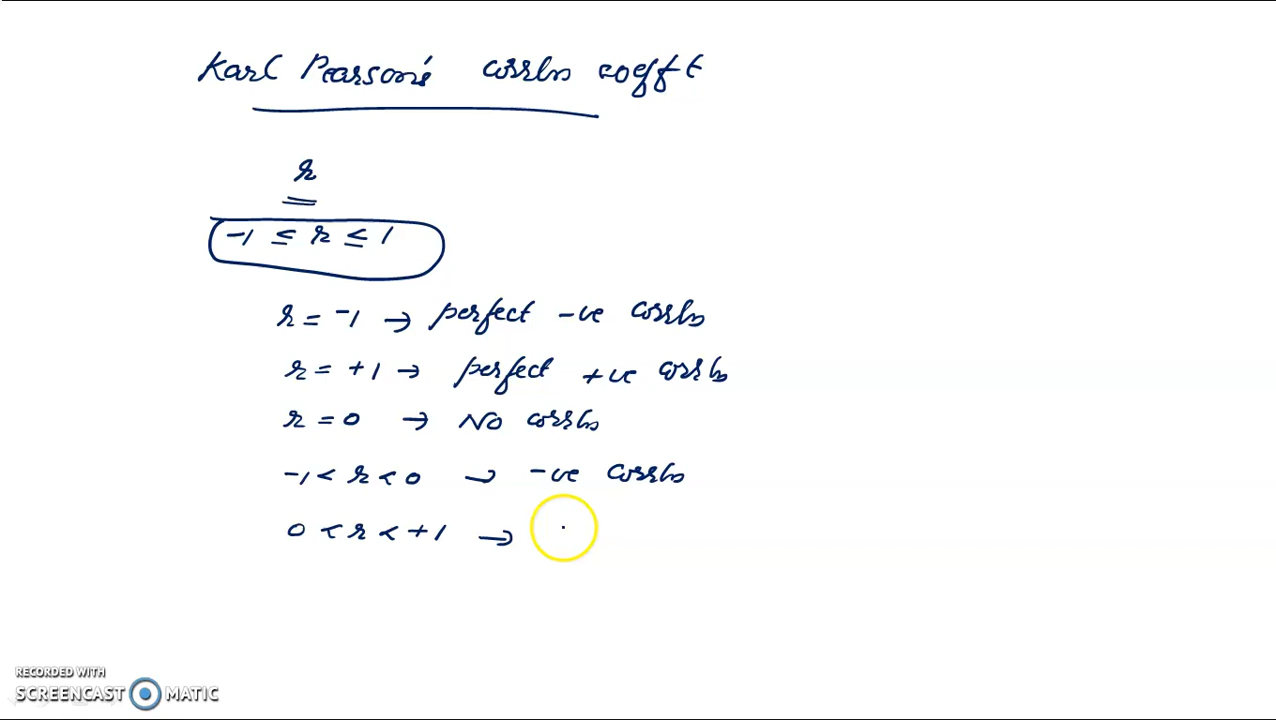 Karl Pearson's corrln coefft
r
-1 ≤ r ≤ 1
r = -1 → perfect -ve corrln
r = +1 → perfect +ve corrln
r = 0 → No corrln
-1 < r < 0 → -ve corrln
0 < r < +1 →
RECORDED WITH
SCREENCAST MATIC